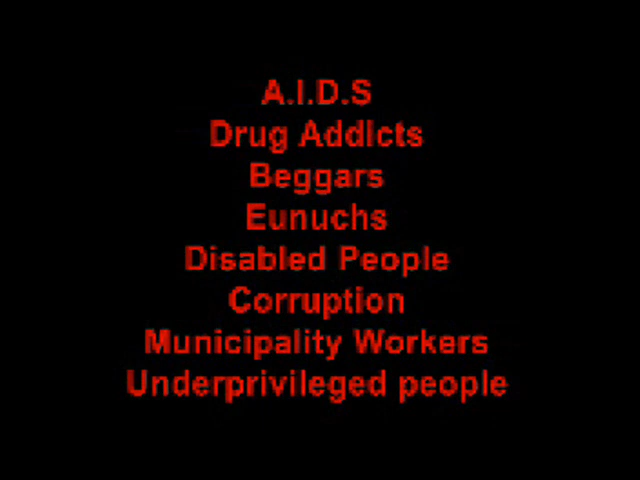 A.I.D.S
Drug Addicts
Beggars
Eunuchs
Disabled People
Corruption
Municipality Workers
Underprivileged people